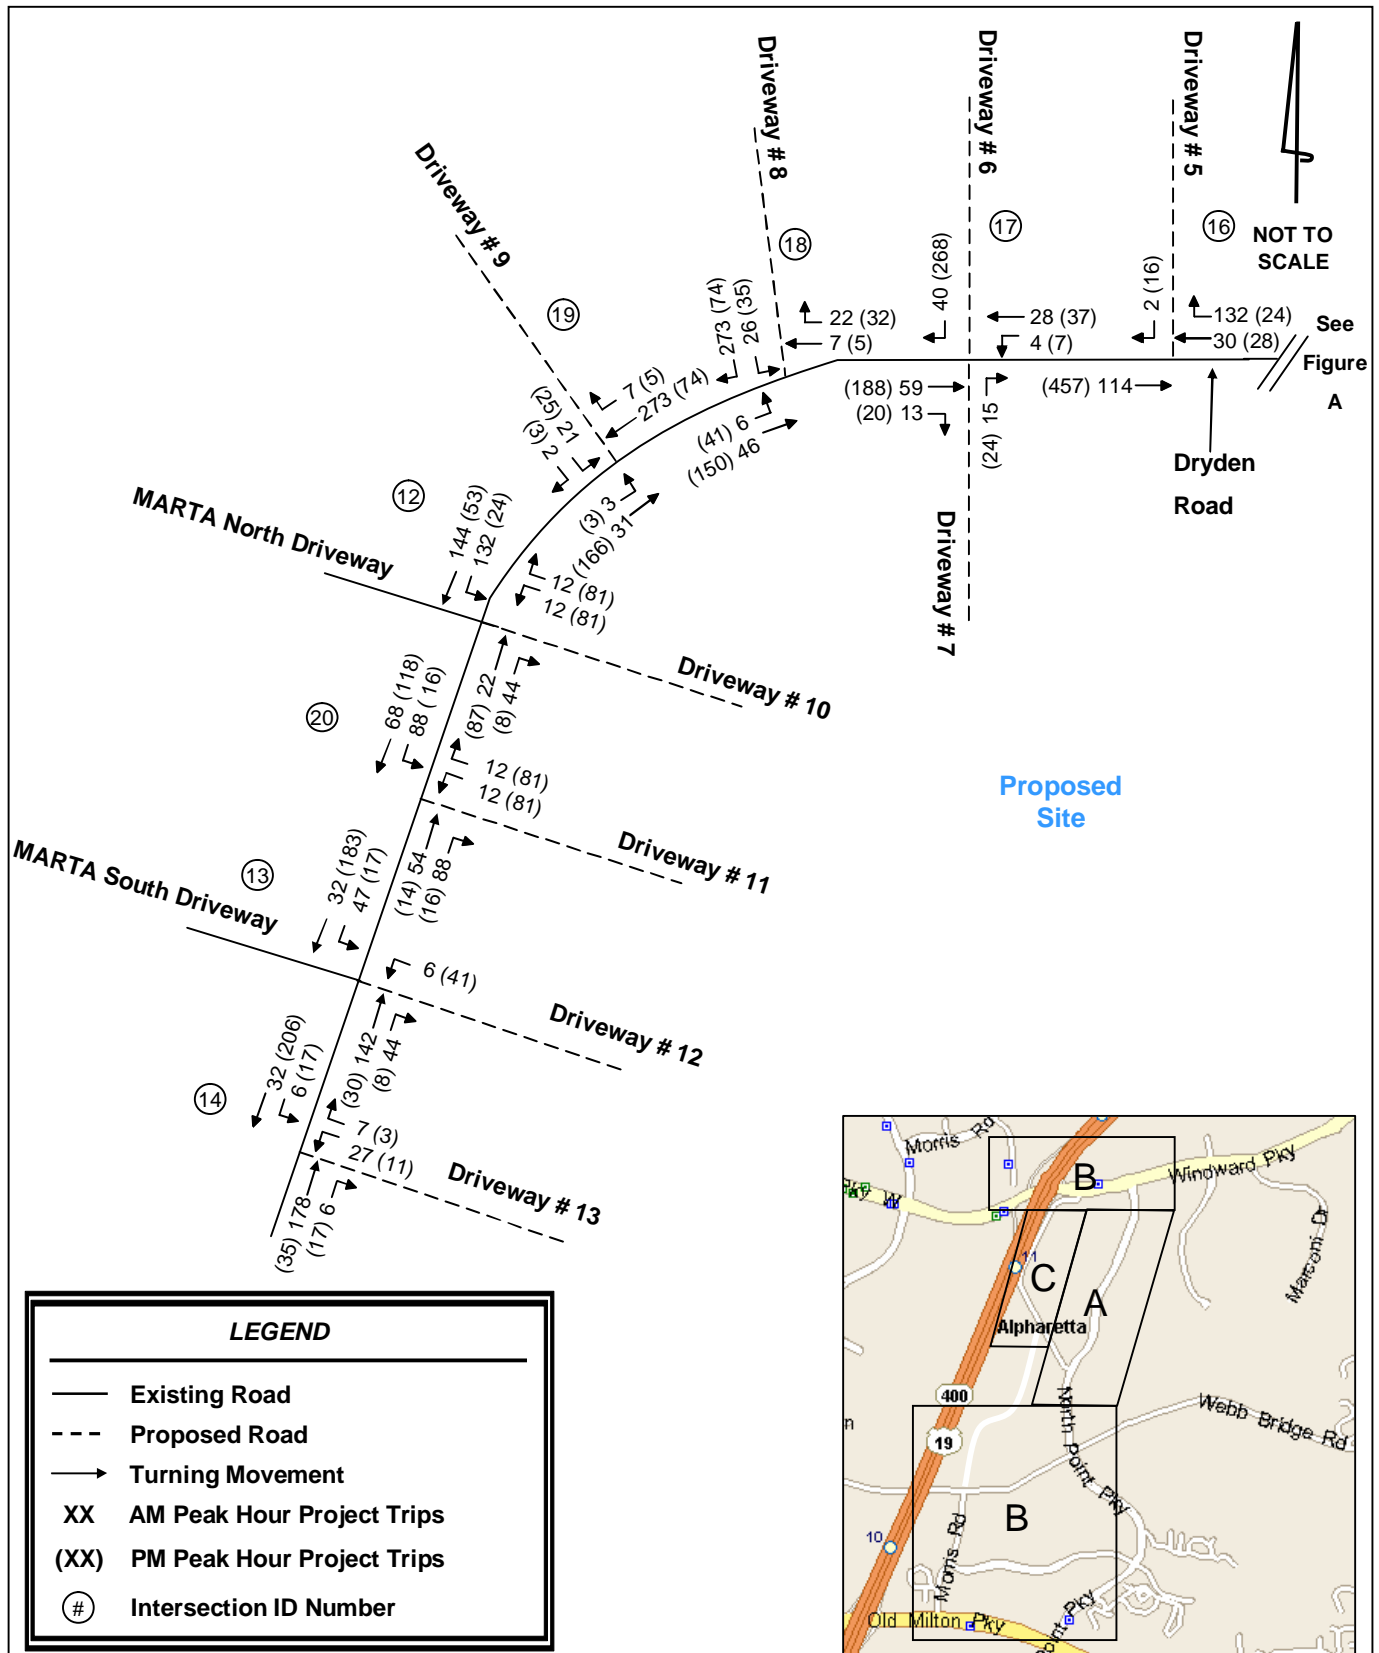 Driveway # 5
Driveway # 6
Driveway # 8
Driveway # 9
16
17
18
19
NOT TO
SCALE
See
Figure
A
2 (16)
132 (24)
30 (28)
40 (268)
28 (37)
4 (7)
22 (32)
7 (5)
273 (74)
26 (35)
7 (5)
273 (74)
(25) 21
(3) 2
(188) 59
(20) 13
(24) 15
(457) 114
(41) 6
(150) 46
(3) 3
(166) 31
Dryden
Road
Driveway # 7
12
MARTA North Driveway
144 (53)
132 (24)
12 (81)
12 (81)
(87) 22
(8) 44
Driveway # 10
20
68 (118)
88 ( 16)
12 (81)
12 (81)
(14) 54
(16) 88
Driveway # 11
Proposed
Site
13
MARTA South Driveway
32 (183)
47 (17)
6 (41)
(30) 142
(8) 44
Driveway # 12
14
32 (206)
6 (17)
7 (3)
27 (11)
(35) 178
(17) 6
Driveway # 13
LEGEND
Existing Road
Proposed Road
Turning Movement
XX AM Peak Hour Project Trips
(XX) PM Peak Hour Project Trips
# Intersection ID Number
Morris Rd
B
Windward Pky
Pky W
Marconi Dr
11
C
A
Alpharetta
400
19
North Point Pky
Webb Bridge Rd
n
B
10
Morris Rd
Old Milton Pky
Point Pky